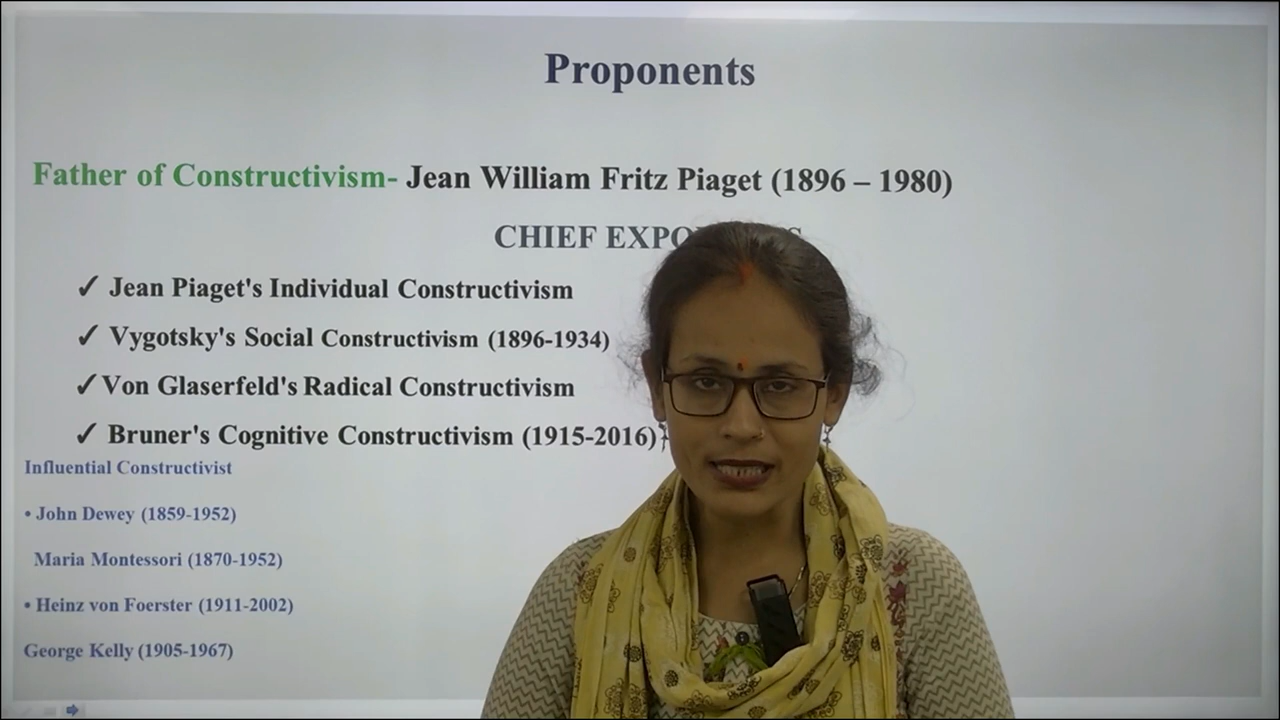 Proponents
Father of Constructivism- Jean William Fritz Piaget (1896 – 1980)
CHIEF
✓ Jean Piaget's Individual Constructivism
✓ Vygotsky's Social Constructivism (1896-1934)
✓ Von Glaserfeld's Radical Constructivism
✓ Bruner's Cognitive Constructivism (1915-2016)
Influential Constructivist
• John Dewey (1859-1952)
Maria Montessori (1870-1952)
• Heinz von Foerster (1911-2002)
George Kelly (1905-1967)